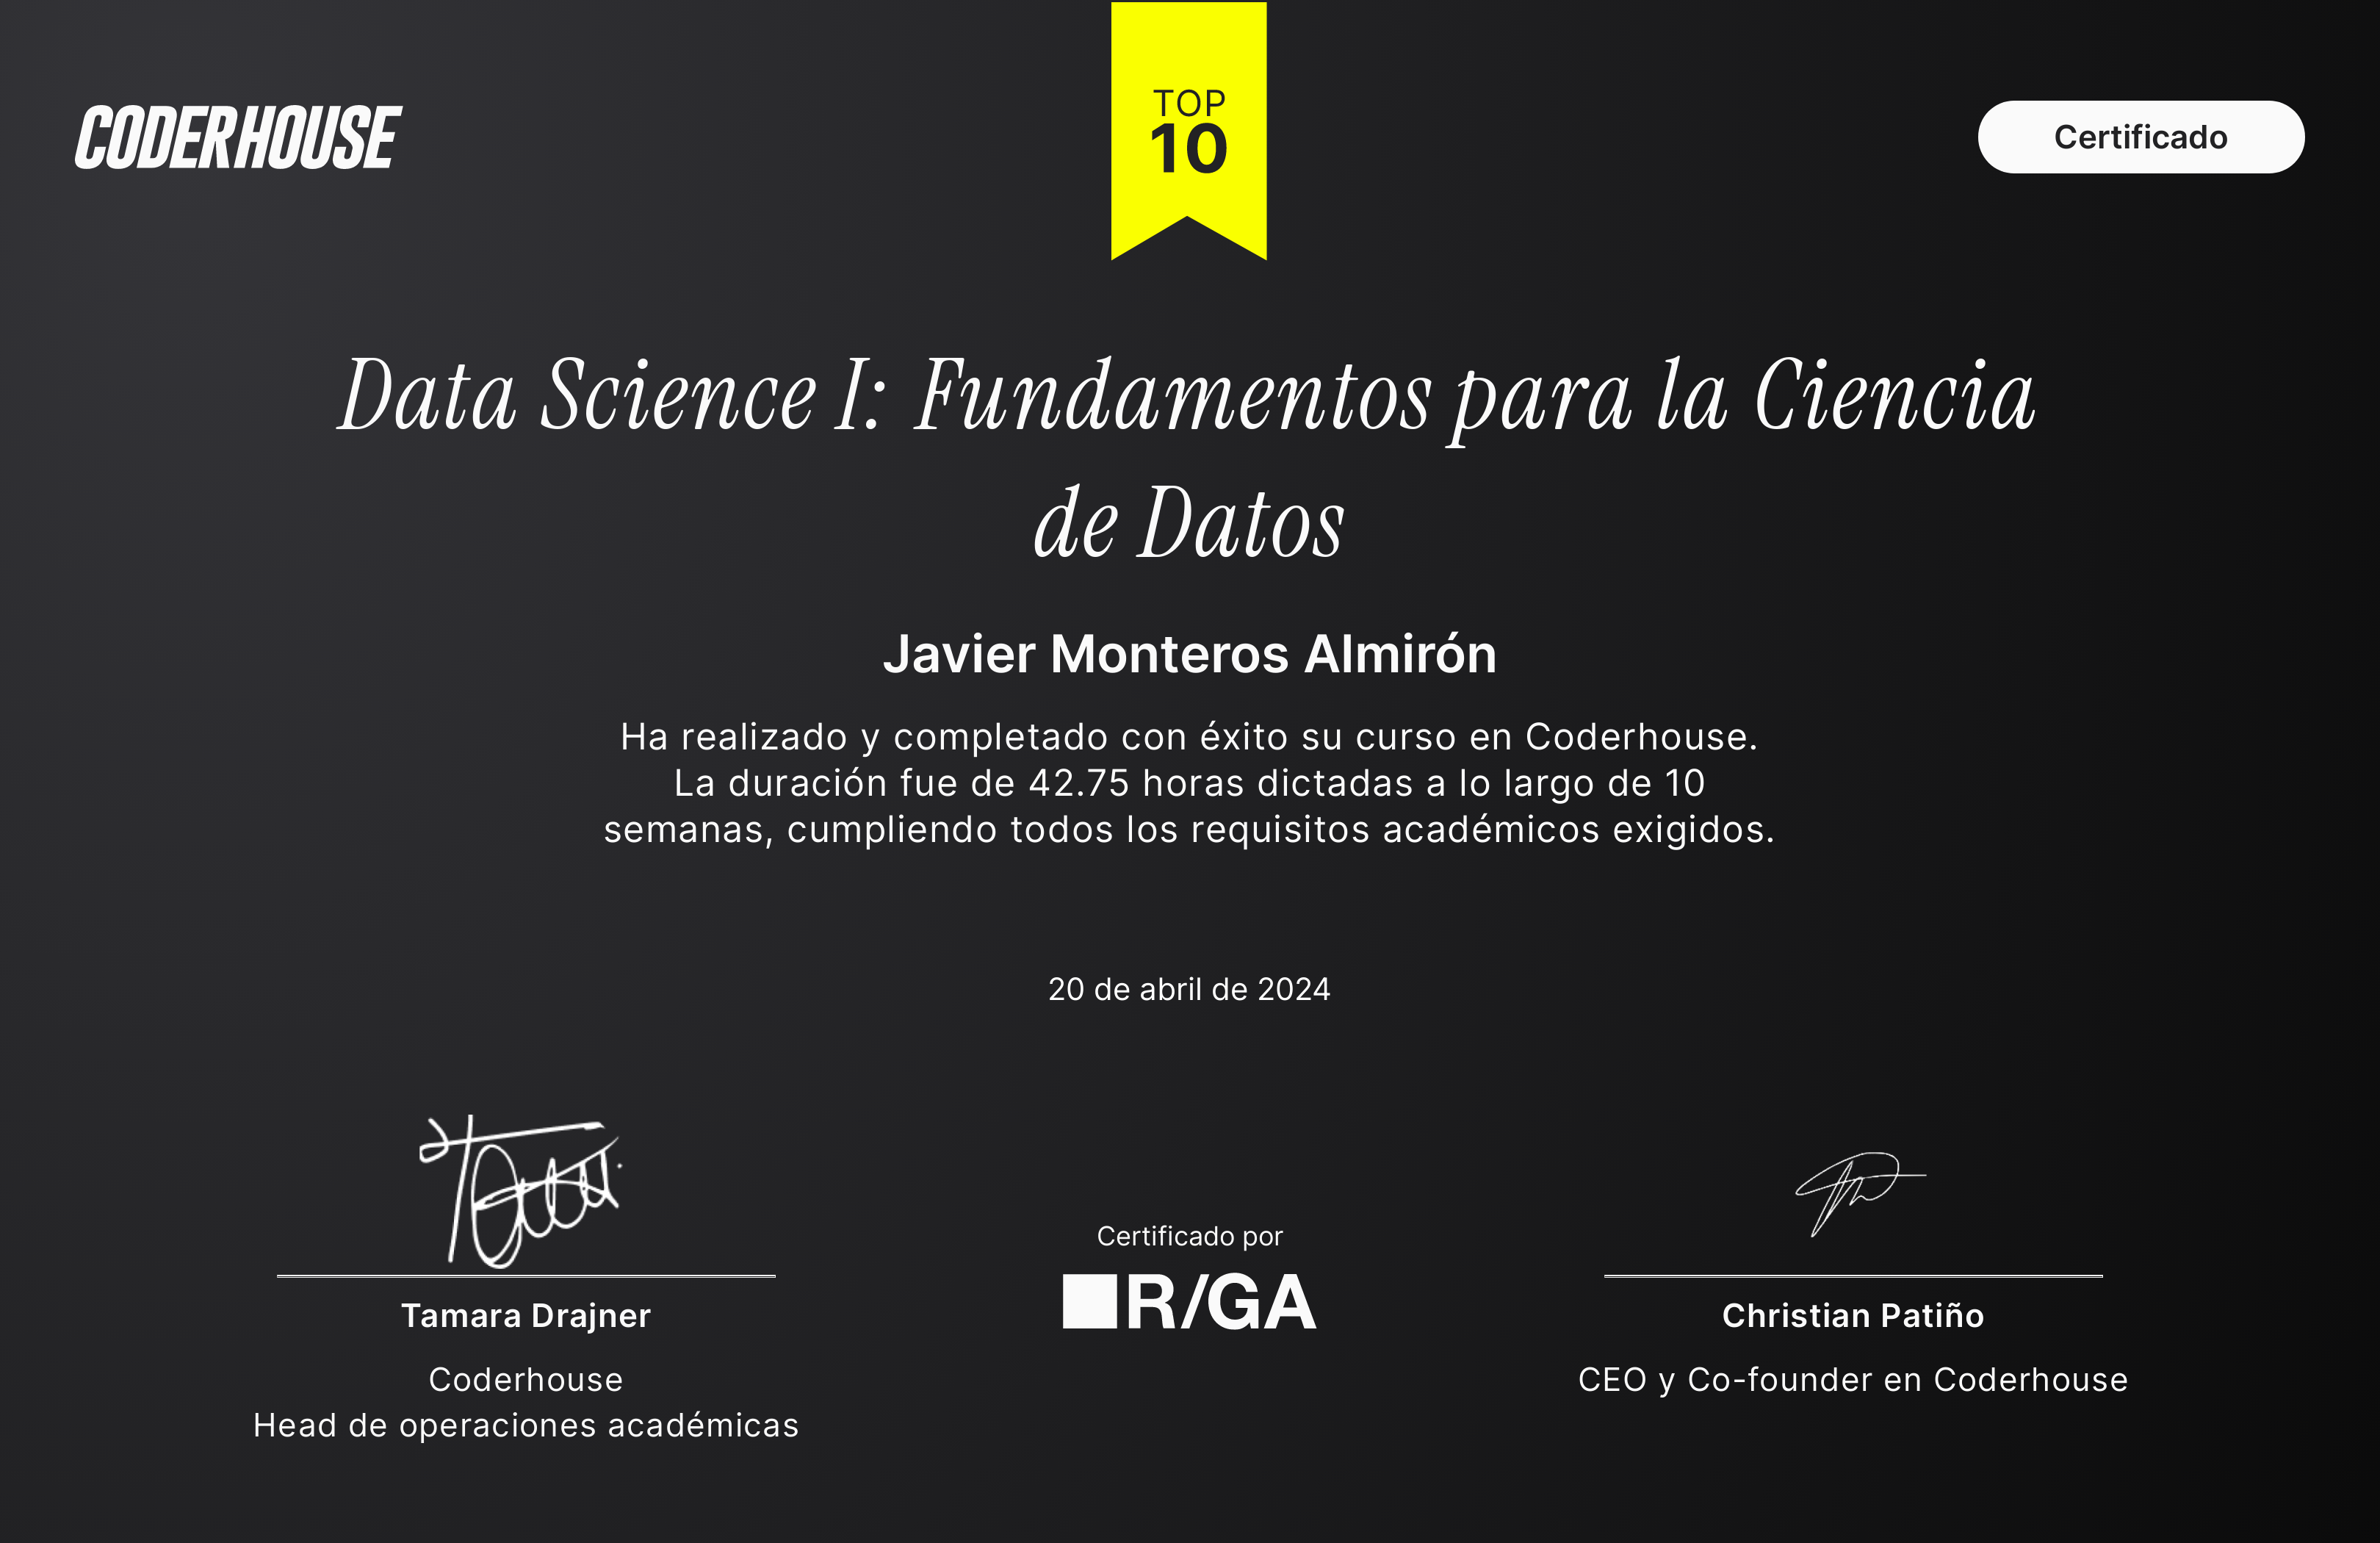 CODERHOUSE
TOP
10
Certificado
Data Science I: Fundamentos para la Ciencia
de Datos
Javier Monteros Almirón
Ha realizado y completado con éxito su curso en Coderhouse.
La duración fue de 42.75 horas dictadas a lo largo de 10
semanas, cumpliendo todos los requisitos académicos exigidos.
20 de abril de 2024
Tamara Drajner
Coderhouse
Head de operaciones académicas
Certificado por
R/GA
Christian Patiño
CEO y Co-founder en Coderhouse